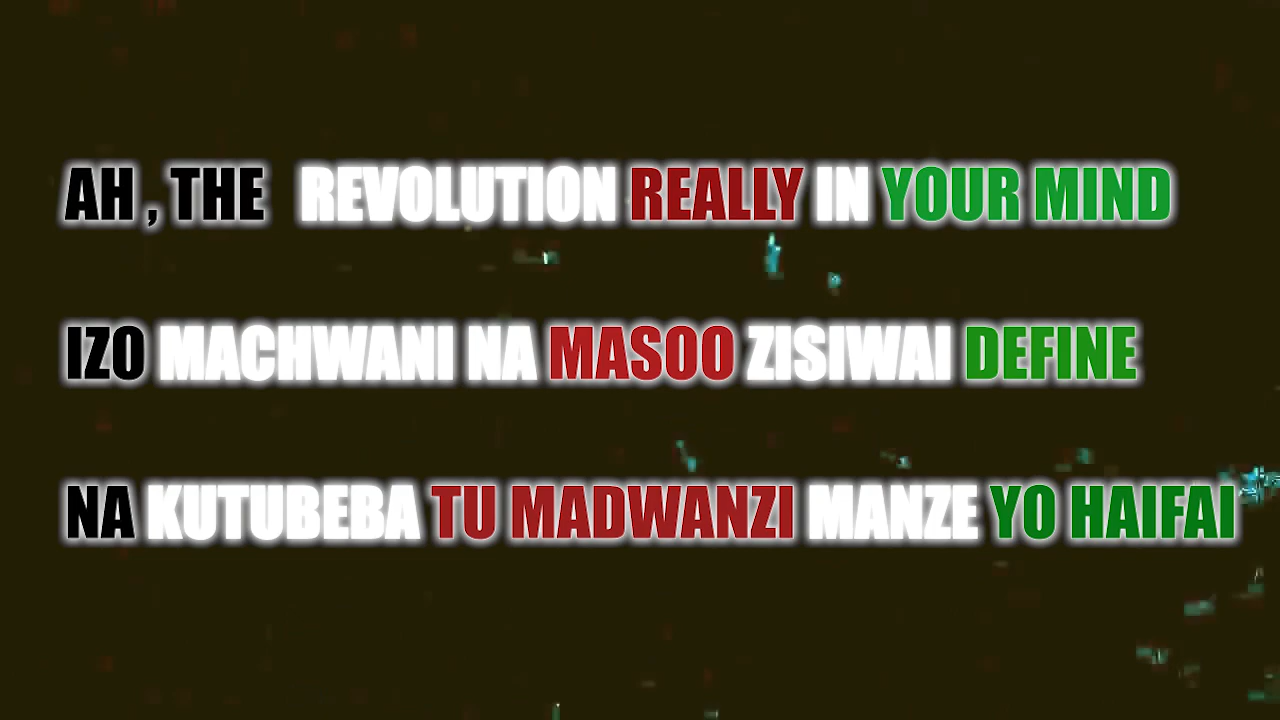 AH , THE REVOLUTION REALLY IN YOUR MIND
IZO MACHWANI NA MASOO ZISIWAI DEFINE
NA KUTUBEBA TU MADWANZI MANZE YO HAIFAI